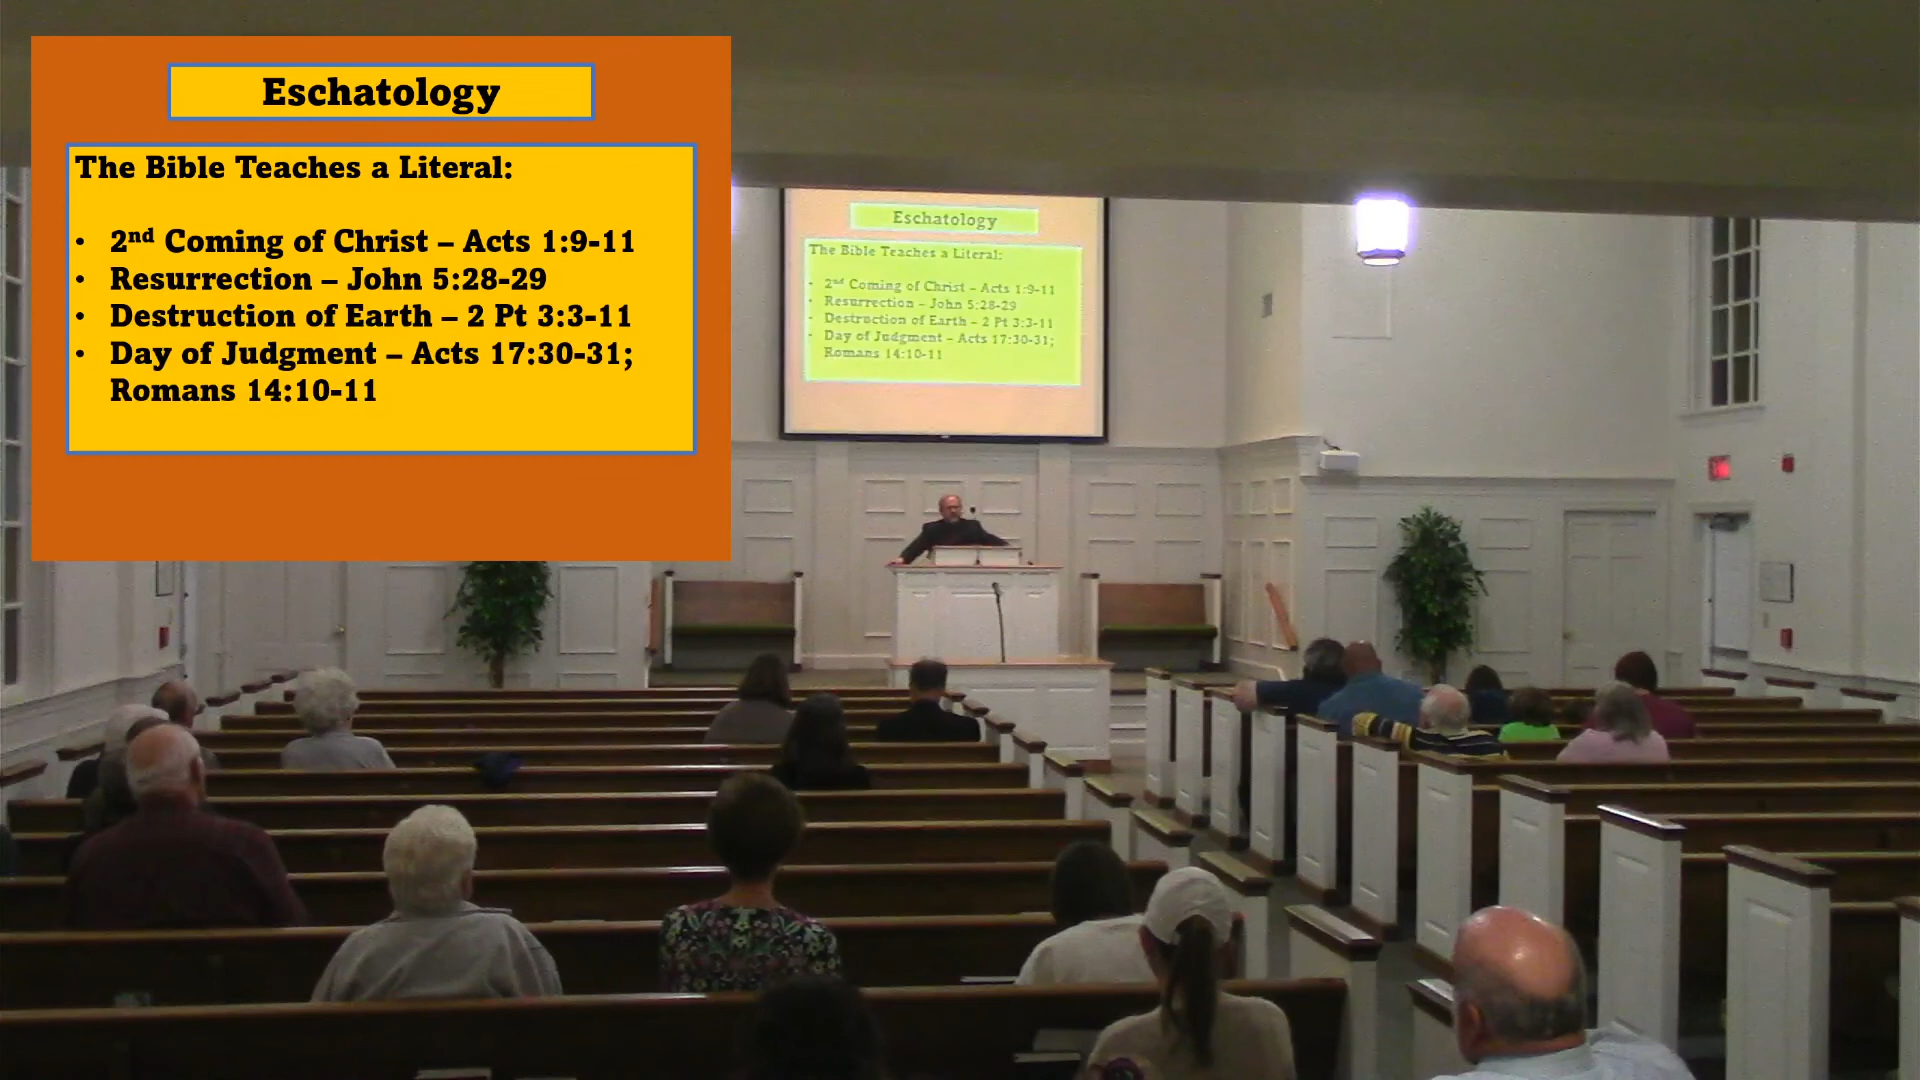 Eschatology
The Bible Teaches a Literal:
• 2nd Coming of Christ – Acts 1:9-11
• Resurrection – John 5:28-29
• Destruction of Earth – 2 Pt 3:3-11
• Day of Judgment – Acts 17:30-31;
Romans 14:10-11
Eschatology
The Bible Teaches a Literal:
• 2nd Coming of Christ – Acts 1:9-11
• Resurrection – John 5:28-29
• Destruction of Earth – 2 Pt 3:3-11
• Day of Judgment – Acts 17:30-31;
Romans 14:10-11